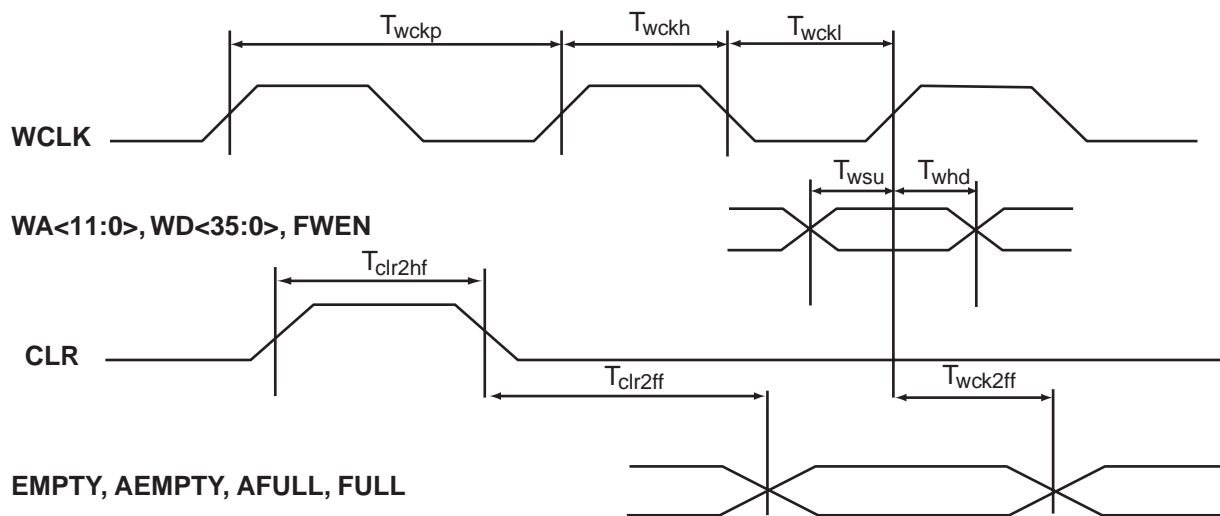 Twckp Twckh Twckl
WCLK
Twsu Twhd
WA<11:0>, WD<35:0>, FWEN
Tclr2hf
CLR
Tclr2ff Twck2ff
EMPTY, AEMPTY, AFULL, FULL